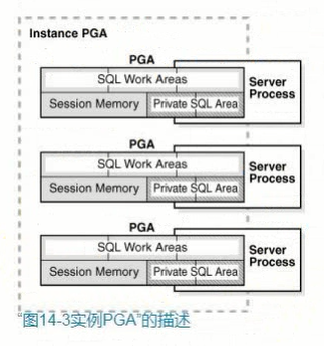 Instance PGA
PGA
SQL Work Areas
Session Memory Private SQL Area
Server
Process
PGA
SQL Work Areas
Session Memory Private SQL Area
Server
Process
PGA
SQL Work Areas
Session Memory Private SQL Area
Server
Process
“图14-3实例PGA”的描述